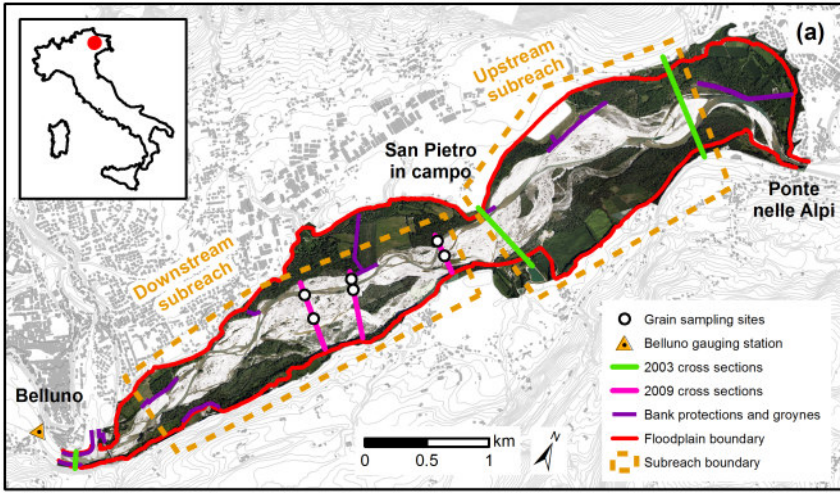 (a)
Upstream
subreach
San Pietro
in campo
Ponte
nelle Alpi
Downstream
subreach
Belluno
Grain sampling sites
Belluno gauging station
2003 cross sections
2009 cross sections
Bank protections and groynes
Floodplain boundary
Subreach boundary
km
0 0.5 1
N